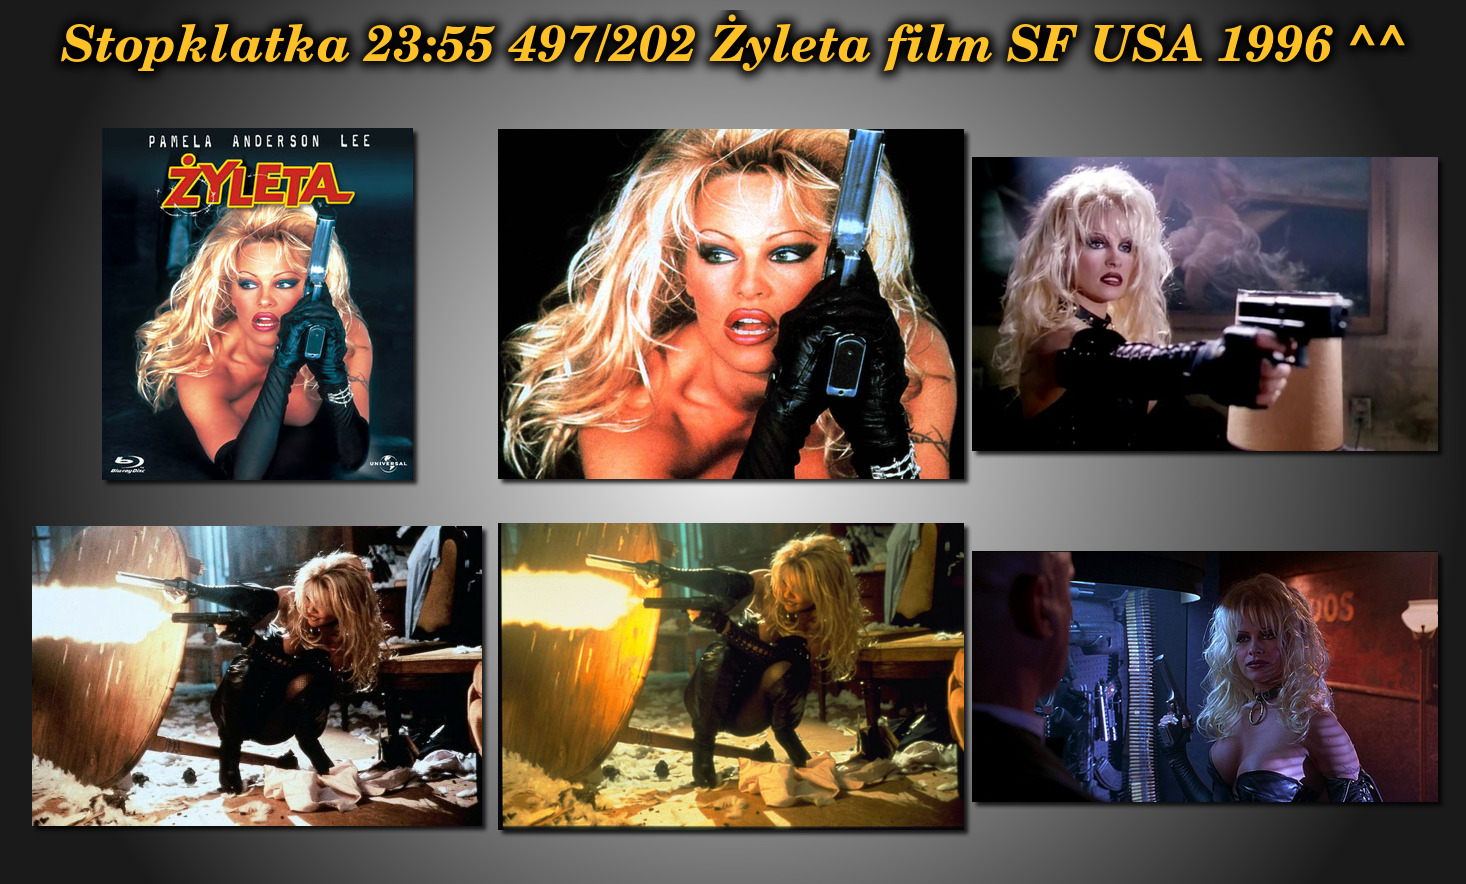 Stopklatka 23:55 497/202 Żyleta film SF USA 1996 ^^
PAMELA ANDERSON LEE
ŻYLETA
Blu-ray Disc
UNIVERSAL